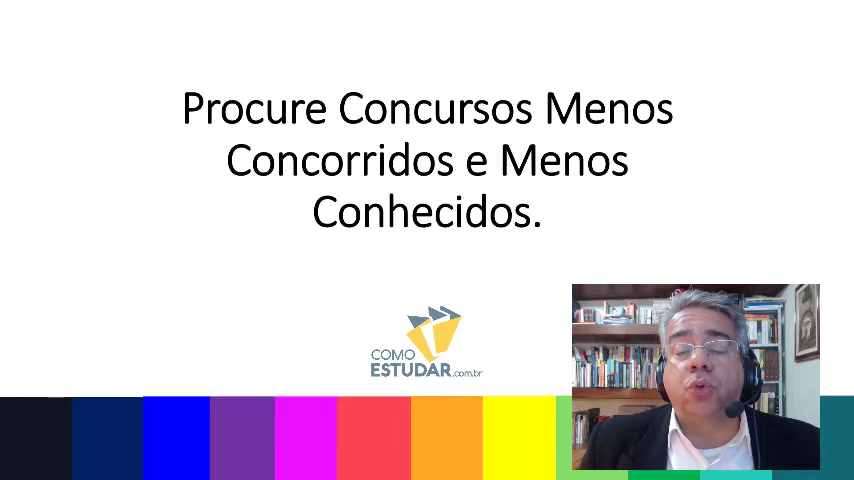 Procure Concursos Menos
Concorridos e Menos
Conhecidos.
COMO
ESTUDAR.com.br